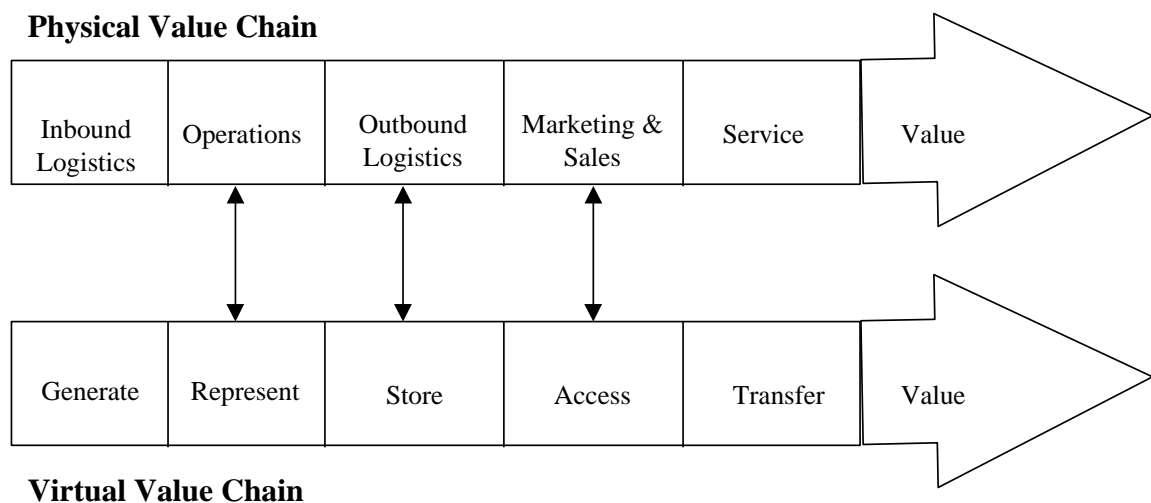 Physical Value Chain
Inbound
Logistics
Operations
Outbound
Logistics
Marketing &
Sales
Service
Value
Generate
Represent
Store
Access
Transfer
Value
Virtual Value Chain